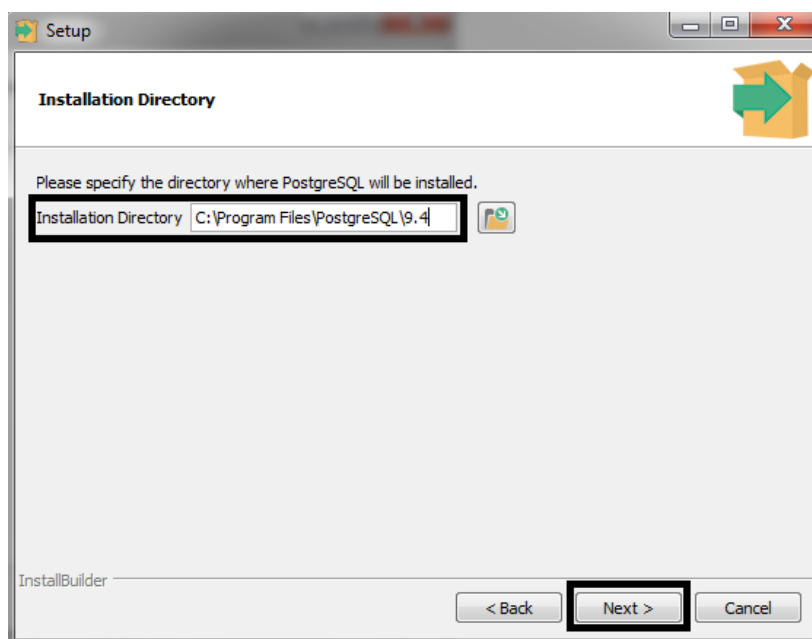 Setup
Installation Directory
Please specify the directory where PostgreSQL will be installed.
Installation Directory C:\Program Files\PostgreSQL\9.4
InstallBuilder
< Back Next > Cancel